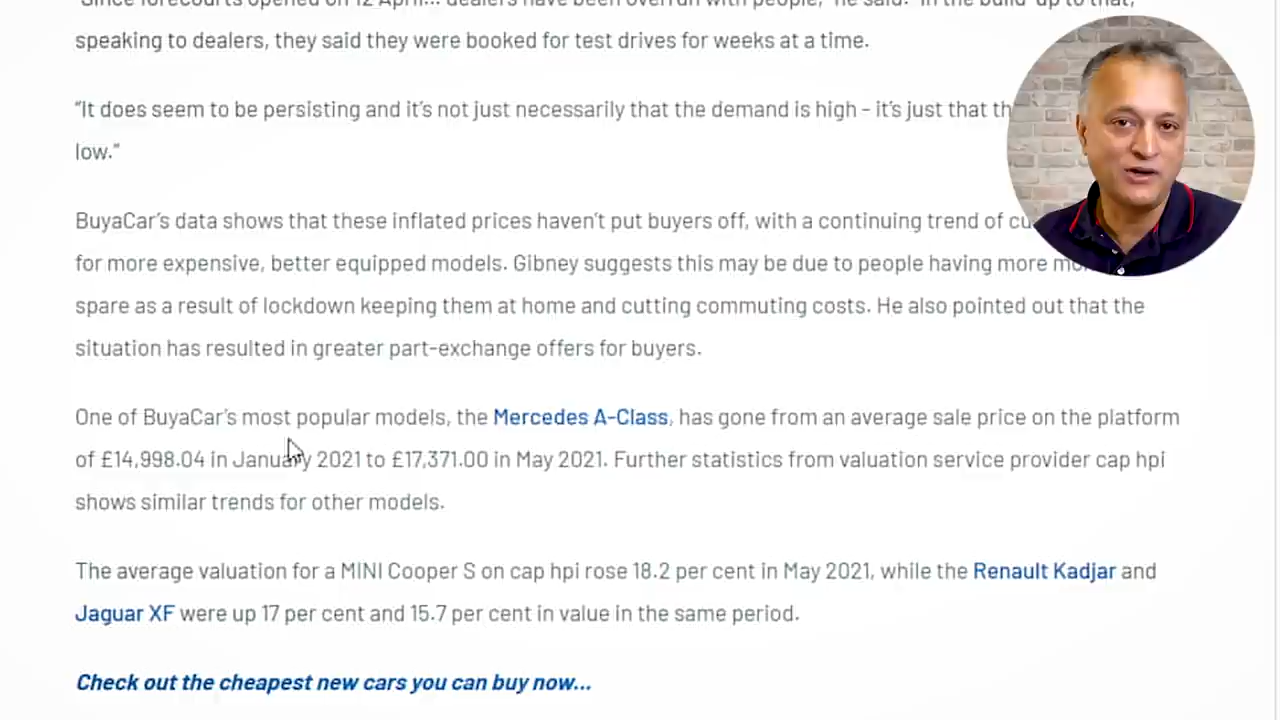 "Since forecourts opened on 12 April... dealers have been overrun with people," he said. "In the build-up to that,
speaking to dealers, they said they were booked for test drives for weeks at a time.
“It does seem to be persisting and it’s not just necessarily that the demand is high – it’s just that
low.”
BuyaCar’s data shows that these inflated prices haven’t put buyers off, with a continuing trend of
for more expensive, better equipped models. Gibney suggests this may be due to people having more
spare as a result of lockdown keeping them at home and cutting commuting costs. He also pointed out that the
situation has resulted in greater part-exchange offers for buyers.
One of BuyaCar’s most popular models, the Mercedes A-Class, has gone from an average sale price on the platform
of £14,998.04 in January 2021 to £17,371.00 in May 2021. Further statistics from valuation service provider cap hpi
shows similar trends for other models.
The average valuation for a MINI Cooper S on cap hpi rose 18.2 per cent in May 2021, while the Renault Kadjar and
Jaguar XF were up 17 per cent and 15.7 per cent in value in the same period.
Check out the cheapest new cars you can buy now...